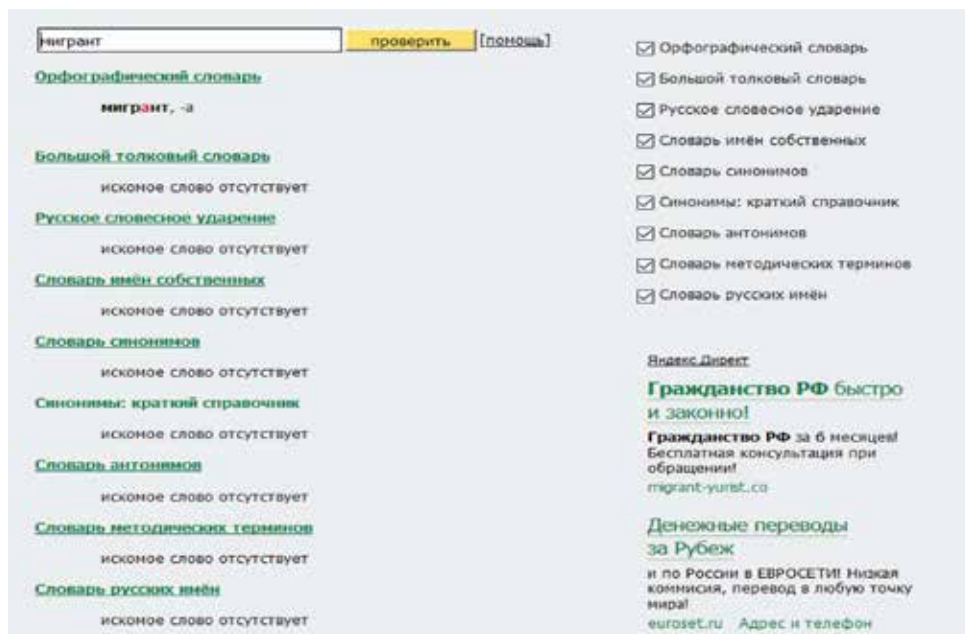 мигрант
проверить [помощь]
Орфографический словарь
мигрант, -а
Большой толковый словарь
искомое слово отсутствует
Русское словесное ударение
искомое слово отсутствует
Словарь имён собственных
искомое слово отсутствует
Словарь синонимов
искомое слово отсутствует
Синонимы: краткий справочник
искомое слово отсутствует
Словарь антонимов
искомое слово отсутствует
Словарь методических терминов
искомое слово отсутствует
Словарь русских имён
искомое слово отсутствует
Орфографический словарь
Большой толковый словарь
Русское словесное ударение
Словарь имён собственных
Словарь синонимов
Синонимы: краткий справочник
Словарь антонимов
Словарь методических терминов
Словарь русских имён
Яндекс.Директ
Гражданство РФ быстро
и законно!
Гражданство РФ за 6 месяцев!
Бесплатная консультация при
обращении!
migrant-yurist.co
Денежные переводы
за Рубеж
и по России в ЕВРОСЕТИ! Низкая
коммисия, перевод в любую точку
мира!
euroset.ru Адрес и телефон